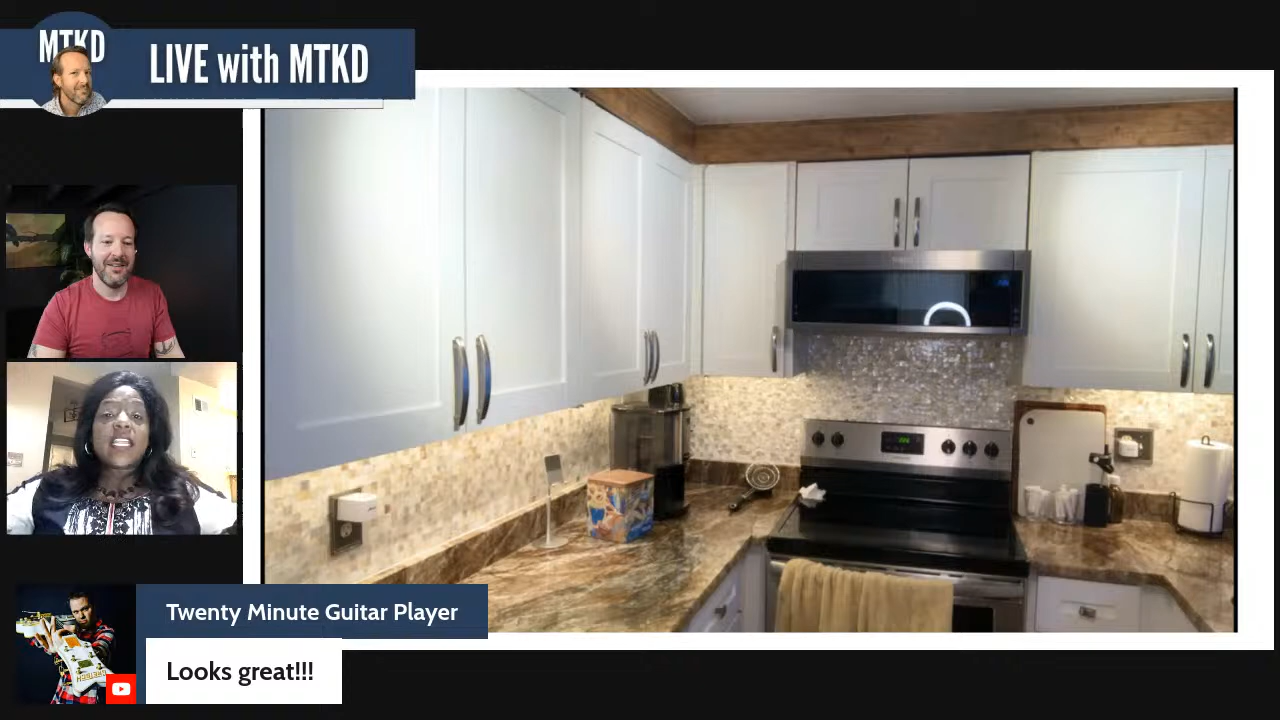 MTKD
LIVE with MTKD
Twenty Minute Guitar Player
Looks great!!!